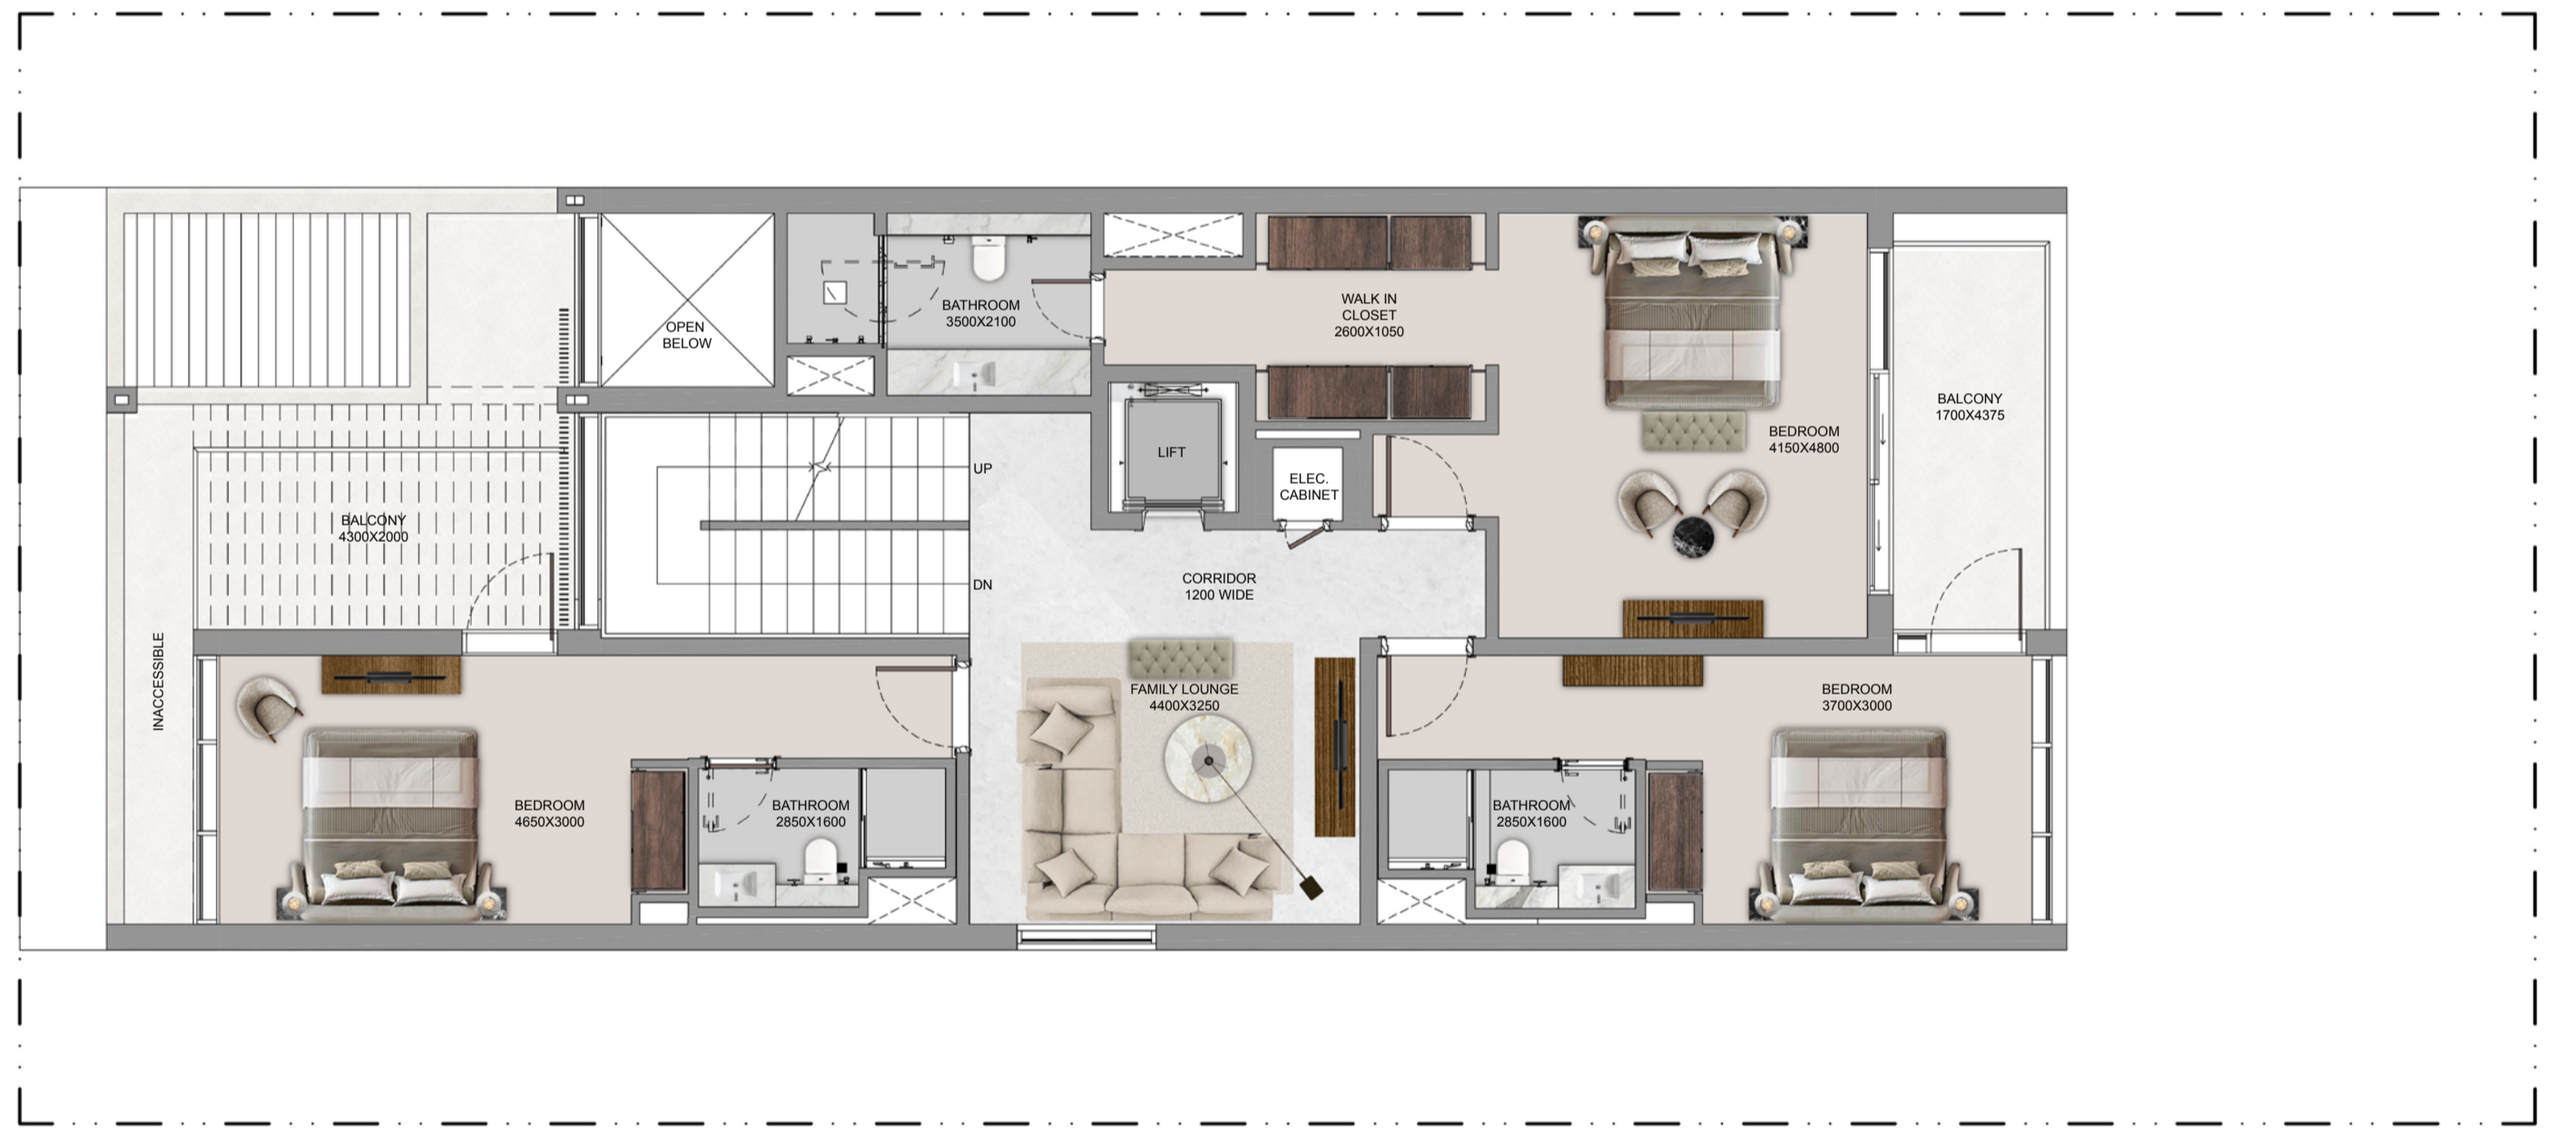 OPEN
BELOW
BATHROOM
3500X2100
WALK IN
CLOSET
2600X1050
BALCONY
1700X4375
BEDROOM
4150X4800
LIFT
UP
ELEC.
CABINET
BALCONY
4300X2000
DN
CORRIDOR
1200 WIDE
INACCESSIBLE
FAMILY LOUNGE
4400X3250
BEDROOM
3700X3000
BEDROOM
4650X3000
BATHROOM
2850X1600
BATHROOM
2850X1600